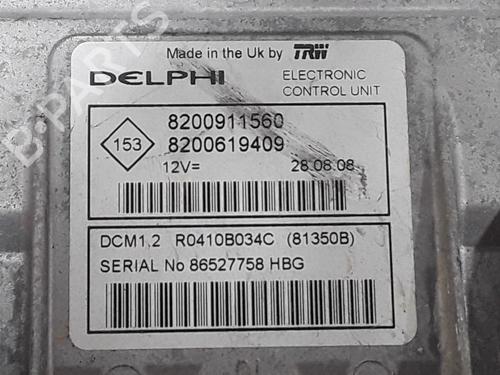 Made in the Uk by TRW
DELPHI
ELECTRONIC
CONTROL UNIT
153
8200911560
8200619409
12V=
28.08.08
DCM1,2 R0410B034C (81350B)
SERIAL No 86527758 HBG
B-PARTS